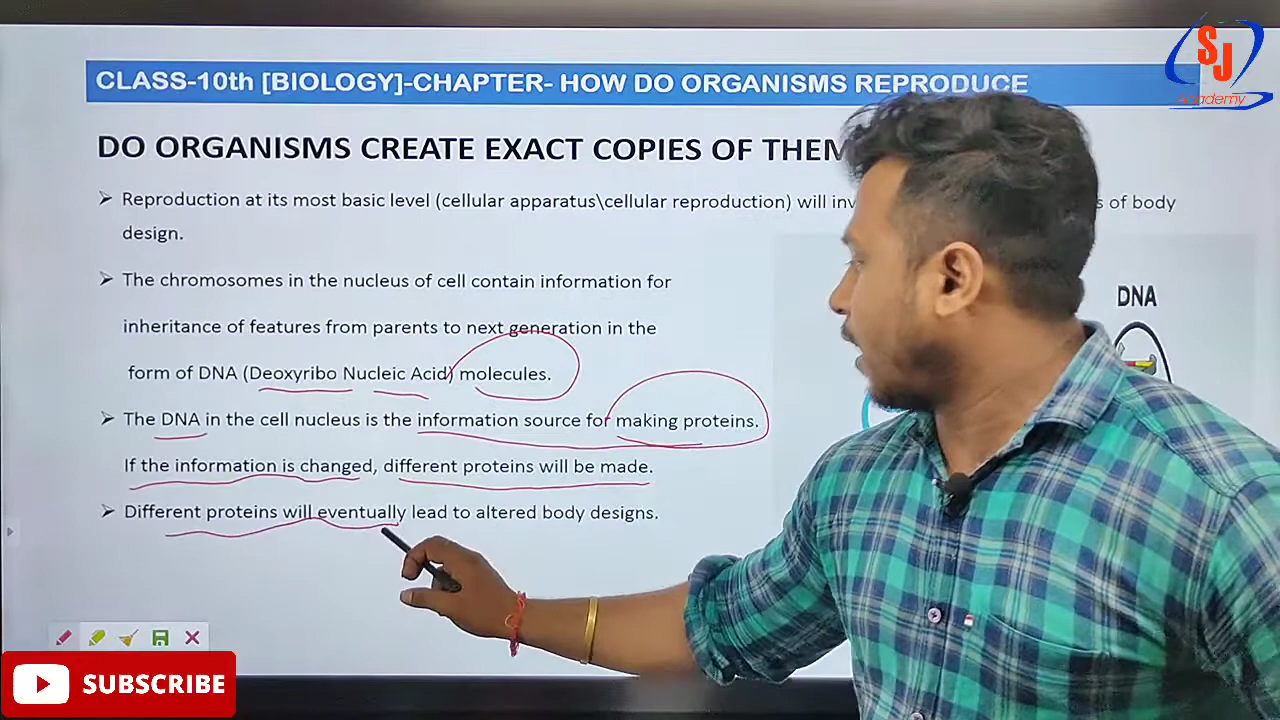 SJ
Academy
CLASS-10th [BIOLOGY]-CHAPTER- HOW DO ORGANISMS REPRODUCE
DO ORGANISMS CREATE EXACT COPIES OF
➢ Reproduction at its most basic level (cellular apparatus\cellular reproduction) will of body
design.
➢ The chromosomes in the nucleus of cell contain information for
inheritance of features from parents to next generation in the
form of DNA (Deoxyribo Nucleic Acid) molecules.
➢ The DNA in the cell nucleus is the information source for making proteins.
If the information is changed, different proteins will be made.
➢ Different proteins will eventually lead to altered body designs.
DNA
SUBSCRIBE